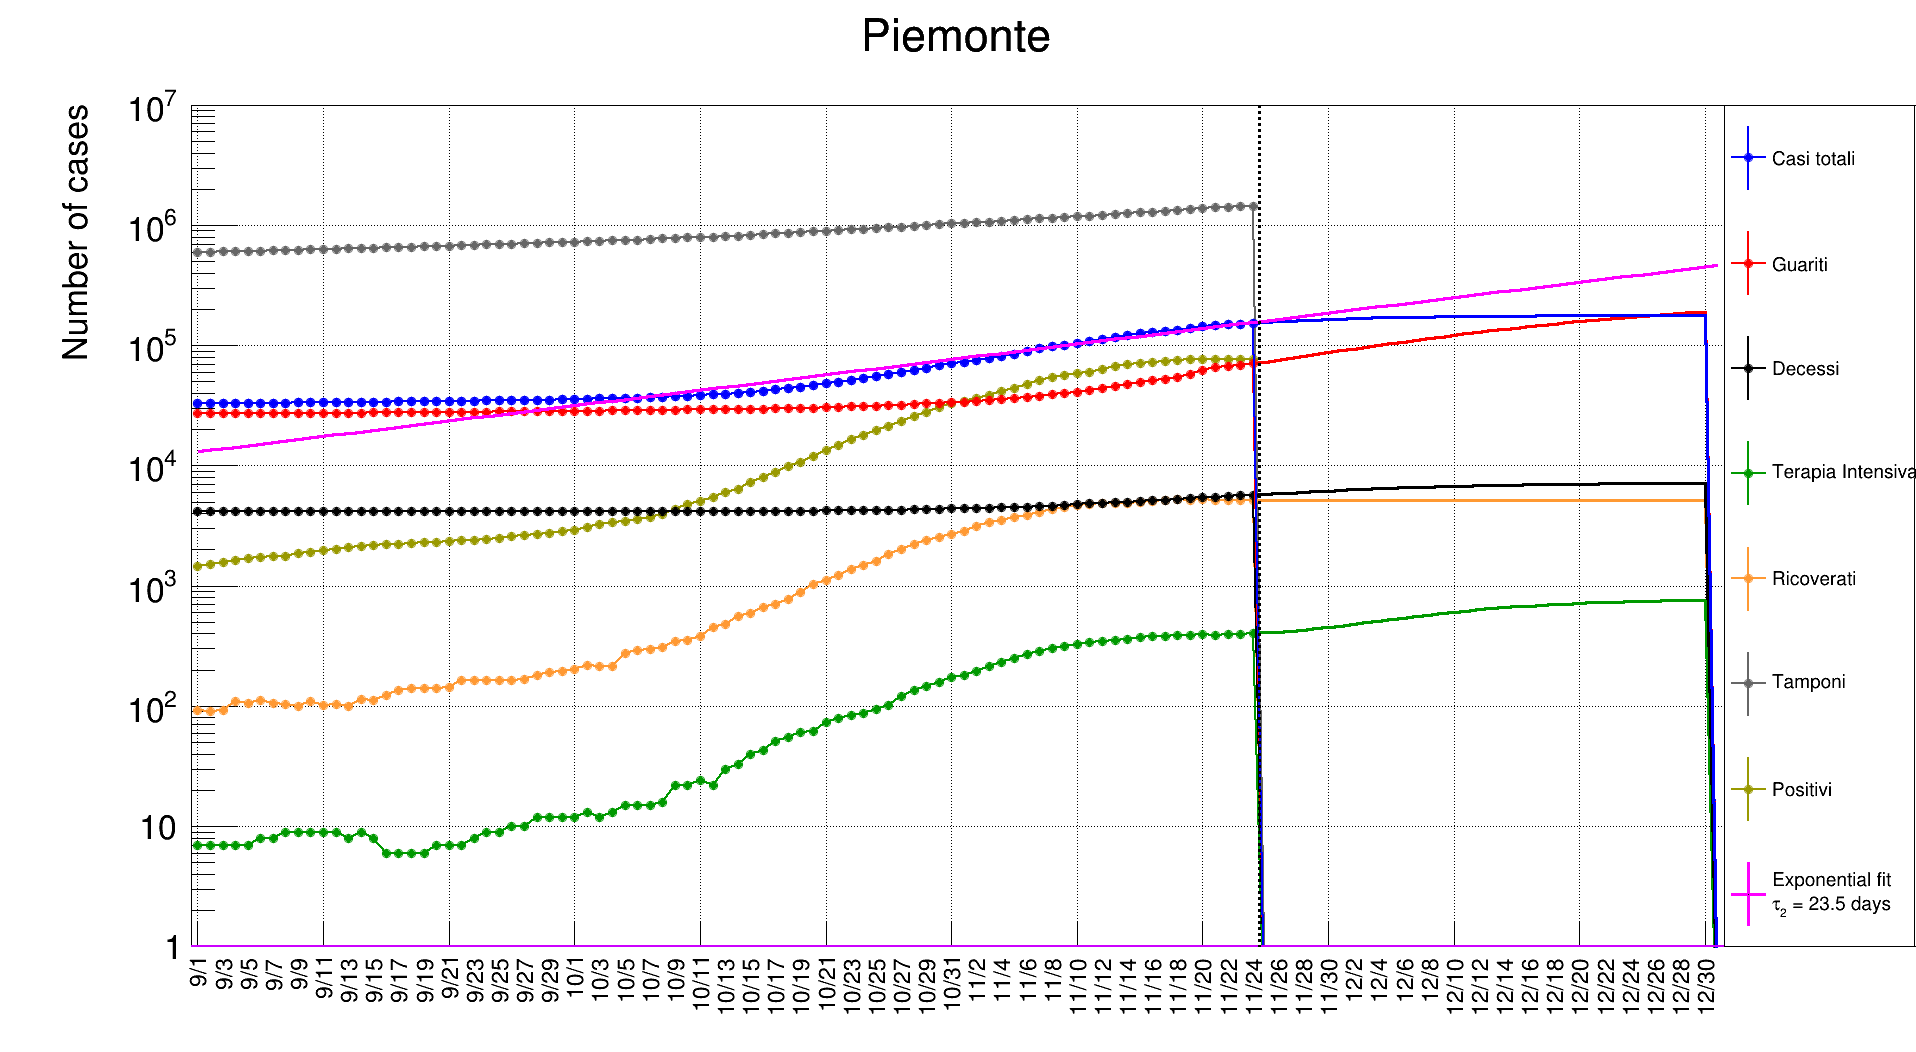 Piemonte
Number of cases
10^7
10^6
10^5
10^4
10^3
10^2
10
1
9/1 9/3 9/5 9/7 9/9 9/11 9/13 9/15 9/17 9/19 9/21 9/23 9/25 9/27 9/29 10/1 10/3 10/5 10/7 10/9 10/11 10/13 10/15 10/17 10/19 10/21 10/23 10/25 10/27 10/29 10/31 11/2 11/4 11/6 11/8 11/10 11/12 11/14 11/16 11/18 11/20 11/22 11/24 11/26 11/28 11/30 12/2 12/4 12/6 12/8 12/10 12/12 12/14 12/16 12/18 12/20 12/22 12/24 12/26 12/28 12/30
Casi totali
Guariti
Decessi
Terapia Intensiva
Ricoverati
Tamponi
Positivi
Exponential fit
τ₂ = 23.5 days